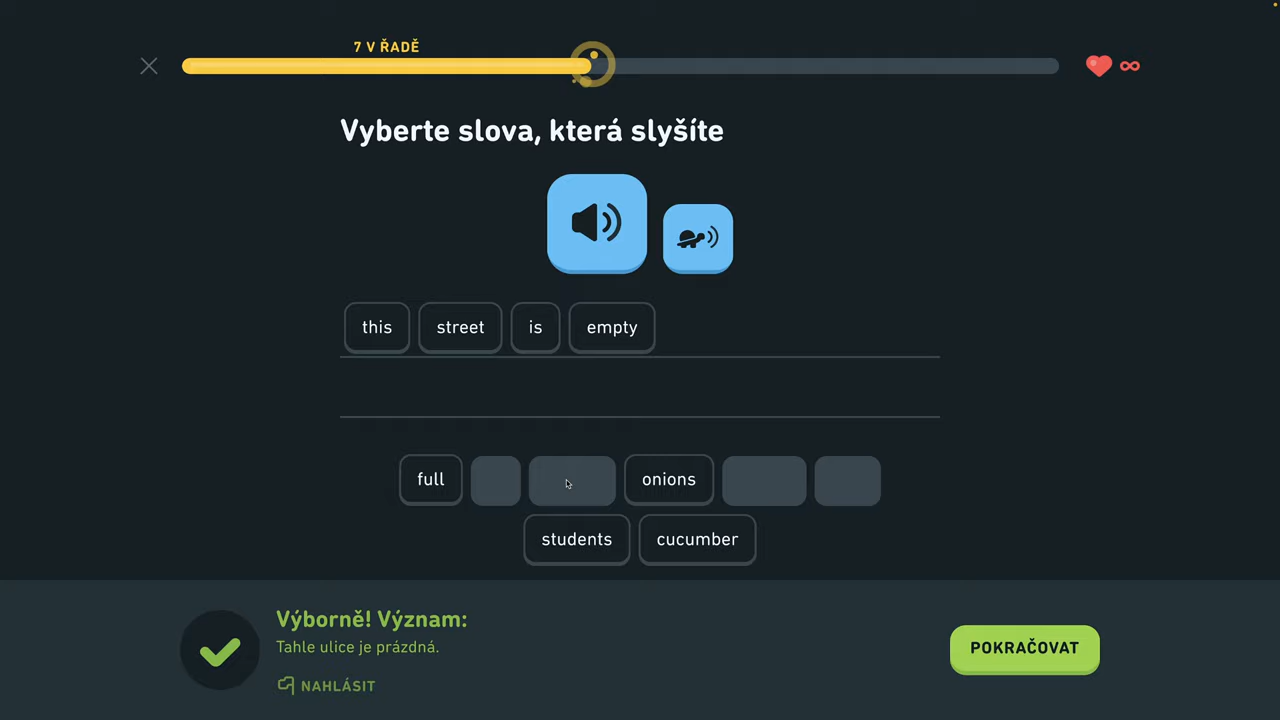 7 V ŘADĚ
Vyberte slova, která slyšíte
this street is empty
full onions
students cucumber
Výborně! Význam:
Tahle ulice je prázdná.
NAHLÁSIT
POKRAČOVAT